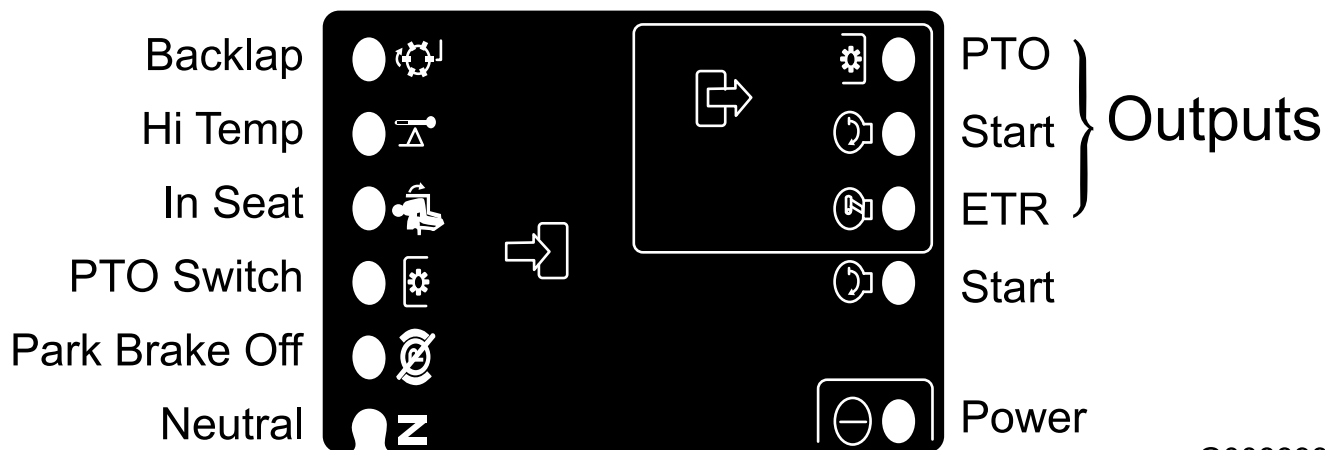 Backlap
Hi Temp
In Seat
PTO Switch
Park Brake Off
Neutral
N
PTO
Start
ETR
Outputs
Start
Power